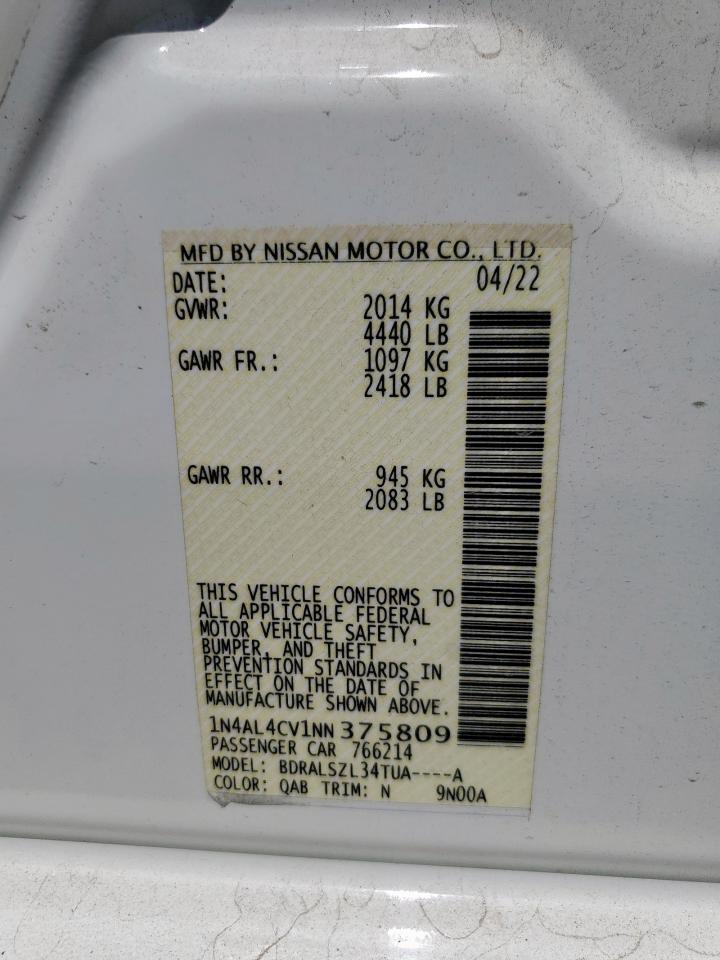 MFD BY NISSAN MOTOR CO., LTD.
DATE: 04/22
GVWR: 2014 KG
4440 LB
GAWR FR.: 1097 KG
2418 LB
GAWR RR.: 945 KG
2083 LB
THIS VEHICLE CONFORMS TO
ALL APPLICABLE FEDERAL
MOTOR VEHICLE SAFETY,
BUMPER, AND THEFT
PREVENTION STANDARDS IN
EFFECT ON THE DATE OF
MANUFACTURE SHOWN ABOVE.
1N4AL4CV1NN375809
PASSENGER CAR 766214
MODEL: BDRALSZL34TUA----A
COLOR: QAB TRIM: N 9N00A